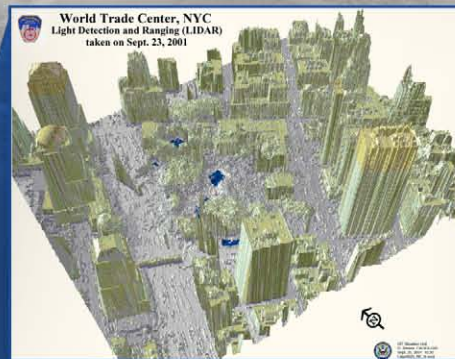 World Trade Center, NYC
Light Detection and Ranging (LIDAR)
taken on Sept. 23, 2001